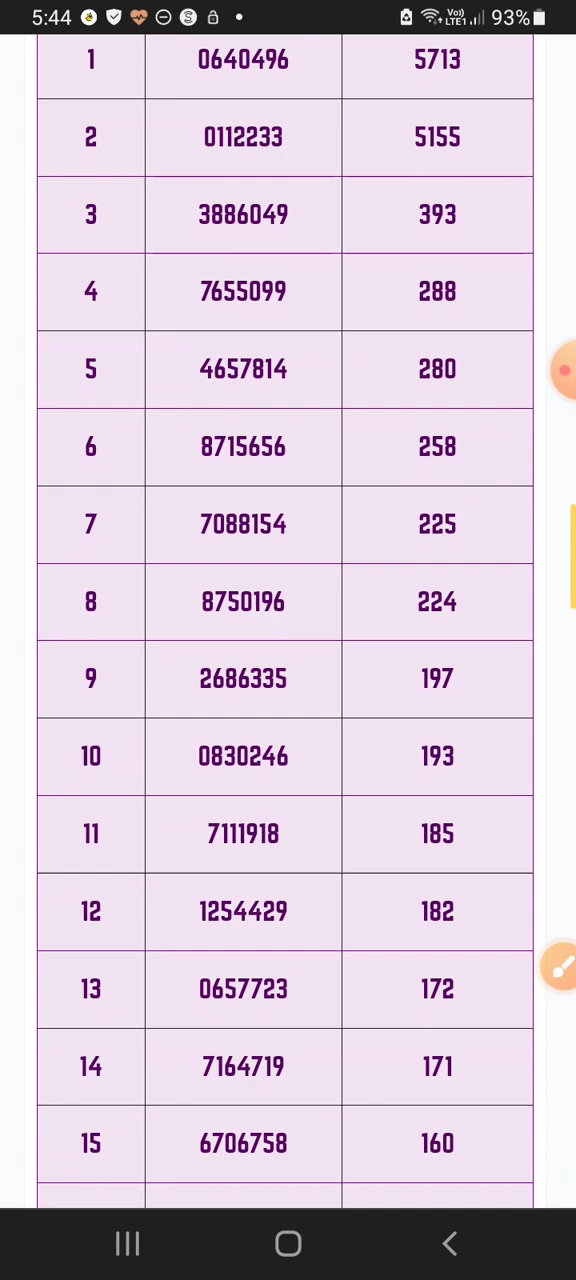 5:44 Vo) LTE1 93%
1 0640496 5713
2 0112233 5155
3 3886049 393
4 7655099 288
5 4657814 280
6 8715656 258
7 7088154 225
8 8750196 224
9 2686335 197
10 0830246 193
11 7111918 185
12 1254429 182
13 0657723 172
14 7164719 171
15 6706758 160